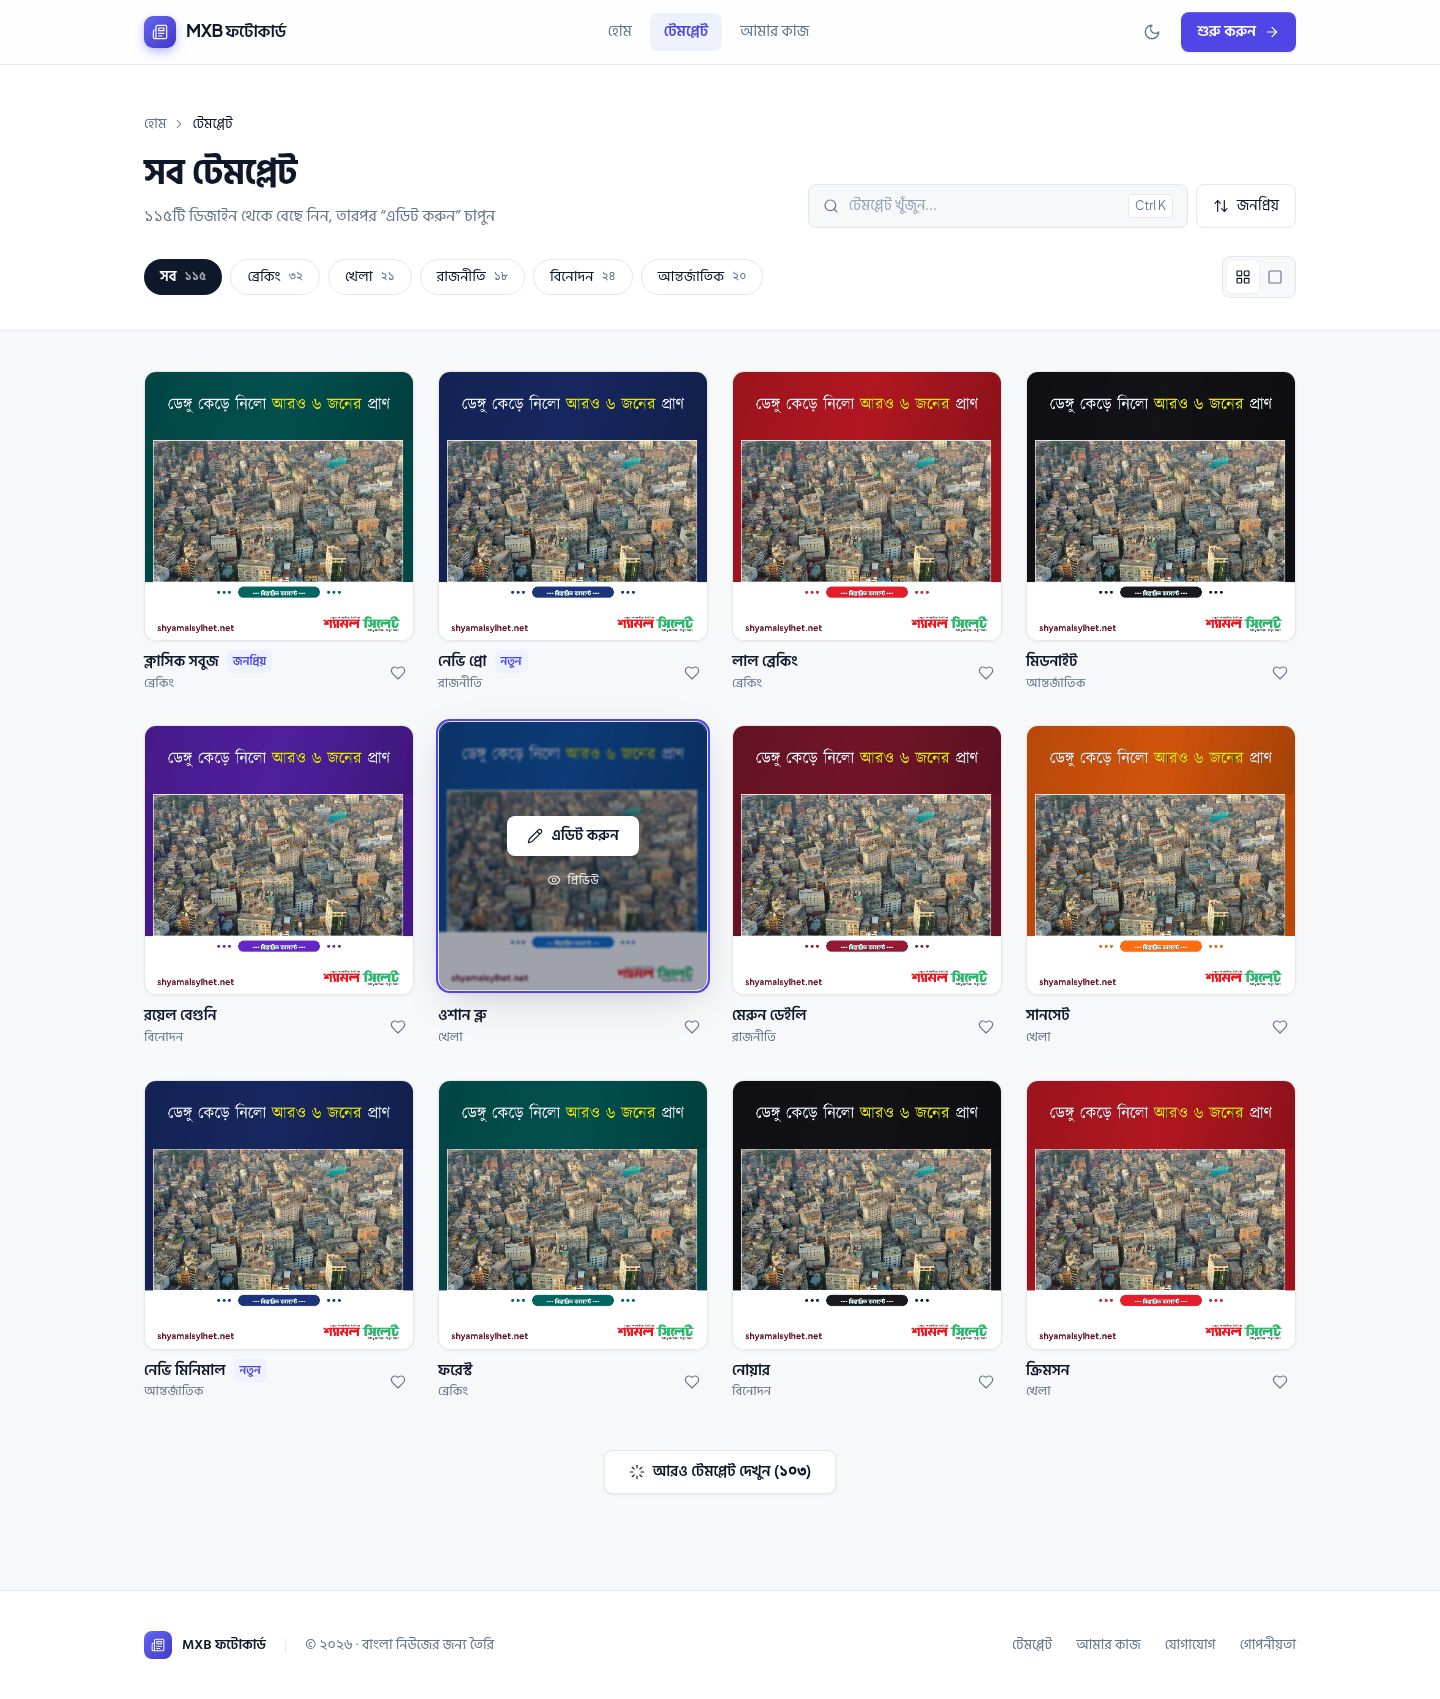 MXB ফটোকার্ড
হোম
টেমপ্লেট
আমার কাজ
শুরু করুন
হোম
টেমপ্লেট
সব টেমপ্লেট
১১৫টি ডিজাইন থেকে বেছে নিন, তারপর “এডিট করুন” চাপুন
টেমপ্লেট খুঁজুন...
Ctrl K
জনপ্রিয়
সব ১১৫
ব্রেকিং ৩২
খেলা ২১
রাজনীতি ১৮
বিনোদন ২৪
আন্তর্জাতিক ২০
ডেঙ্গু কেড়ে নিলো আরও ৬ জনের প্রাণ
shyamalsylhet.net
শ্যামল সিলেট
ক্লাসিক সবুজ জনপ্রিয়
ব্রেকিং
ডেঙ্গু কেড়ে নিলো আরও ৬ জনের প্রাণ
shyamalsylhet.net
শ্যামল সিলেট
নেভি প্রো নতুন
রাজনীতি
ডেঙ্গু কেড়ে নিলো আরও ৬ জনের প্রাণ
shyamalsylhet.net
শ্যামল সিলেট
লাল ব্রেকিং
ব্রেকিং
ডেঙ্গু কেড়ে নিলো আরও ৬ জনের প্রাণ
shyamalsylhet.net
শ্যামল সিলেট
মিডনাইট
আন্তর্জাতিক
ডেঙ্গু কেড়ে নিলো আরও ৬ জনের প্রাণ
shyamalsylhet.net
শ্যামল সিলেট
রয়েল বেগুনি
বিনোদন
ডেঙ্গু কেড়ে নিলো আরও ৬ জনের প্রাণ
এডিট করুন
প্রিভিউ
shyamalsylhet.net
শ্যামল সিলেট
ওশান ব্লু
খেলা
ডেঙ্গু কেড়ে নিলো আরও ৬ জনের প্রাণ
shyamalsylhet.net
শ্যামল সিলেট
মেরুন ডেইলি
রাজনীতি
ডেঙ্গু কেড়ে নিলো আরও ৬ জনের প্রাণ
shyamalsylhet.net
শ্যামল সিলেট
সানসেট
খেলা
ডেঙ্গু কেড়ে নিলো আরও ৬ জনের প্রাণ
shyamalsylhet.net
শ্যামল সিলেট
নেভি মিনিমাল নতুন
আন্তর্জাতিক
ডেঙ্গু কেড়ে নিলো আরও ৬ জনের প্রাণ
shyamalsylhet.net
শ্যামল সিলেট
ফরেস্ট
ব্রেকিং
ডেঙ্গু কেড়ে নিলো আরও ৬ জনের প্রাণ
shyamalsylhet.net
শ্যামল সিলেট
নোয়ার
বিনোদন
ডেঙ্গু কেড়ে নিলো আরও ৬ জনের প্রাণ
shyamalsylhet.net
শ্যামল সিলেট
ক্রিমসন
খেলা
আরও টেমপ্লেট দেখুন (১০৩)
MXB ফটোকার্ড
© ২০২৬ · বাংলা নিউজের জন্য তৈরি
টেমপ্লেট
আমার কাজ
যোগাযোগ
গোপনীয়তা